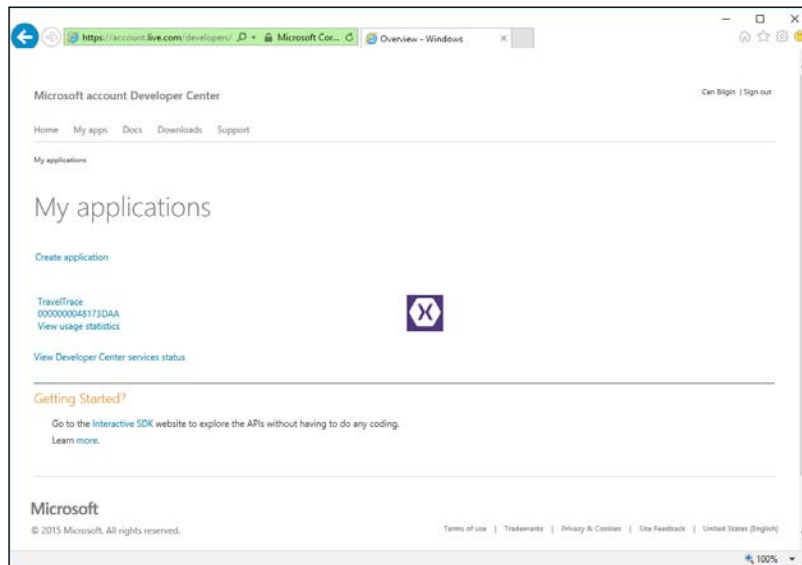 https://account.live.com/developers/ Microsoft Cor... Overview - Windows
Microsoft account Developer Center
Can Bilgin | Sign out
Home My apps Docs Downloads Support
My applications
My applications
Create application
TravelTrace
0000000048173DAA
View usage statistics
View Developer Center services status
Getting Started?
Go to the Interactive SDK website to explore the APIs without having to do any coding.
Learn more.
Microsoft
© 2015 Microsoft. All rights reserved.
Terms of use | Trademarks | Privacy & Cookies | Site Feedback | United States (English)
100%